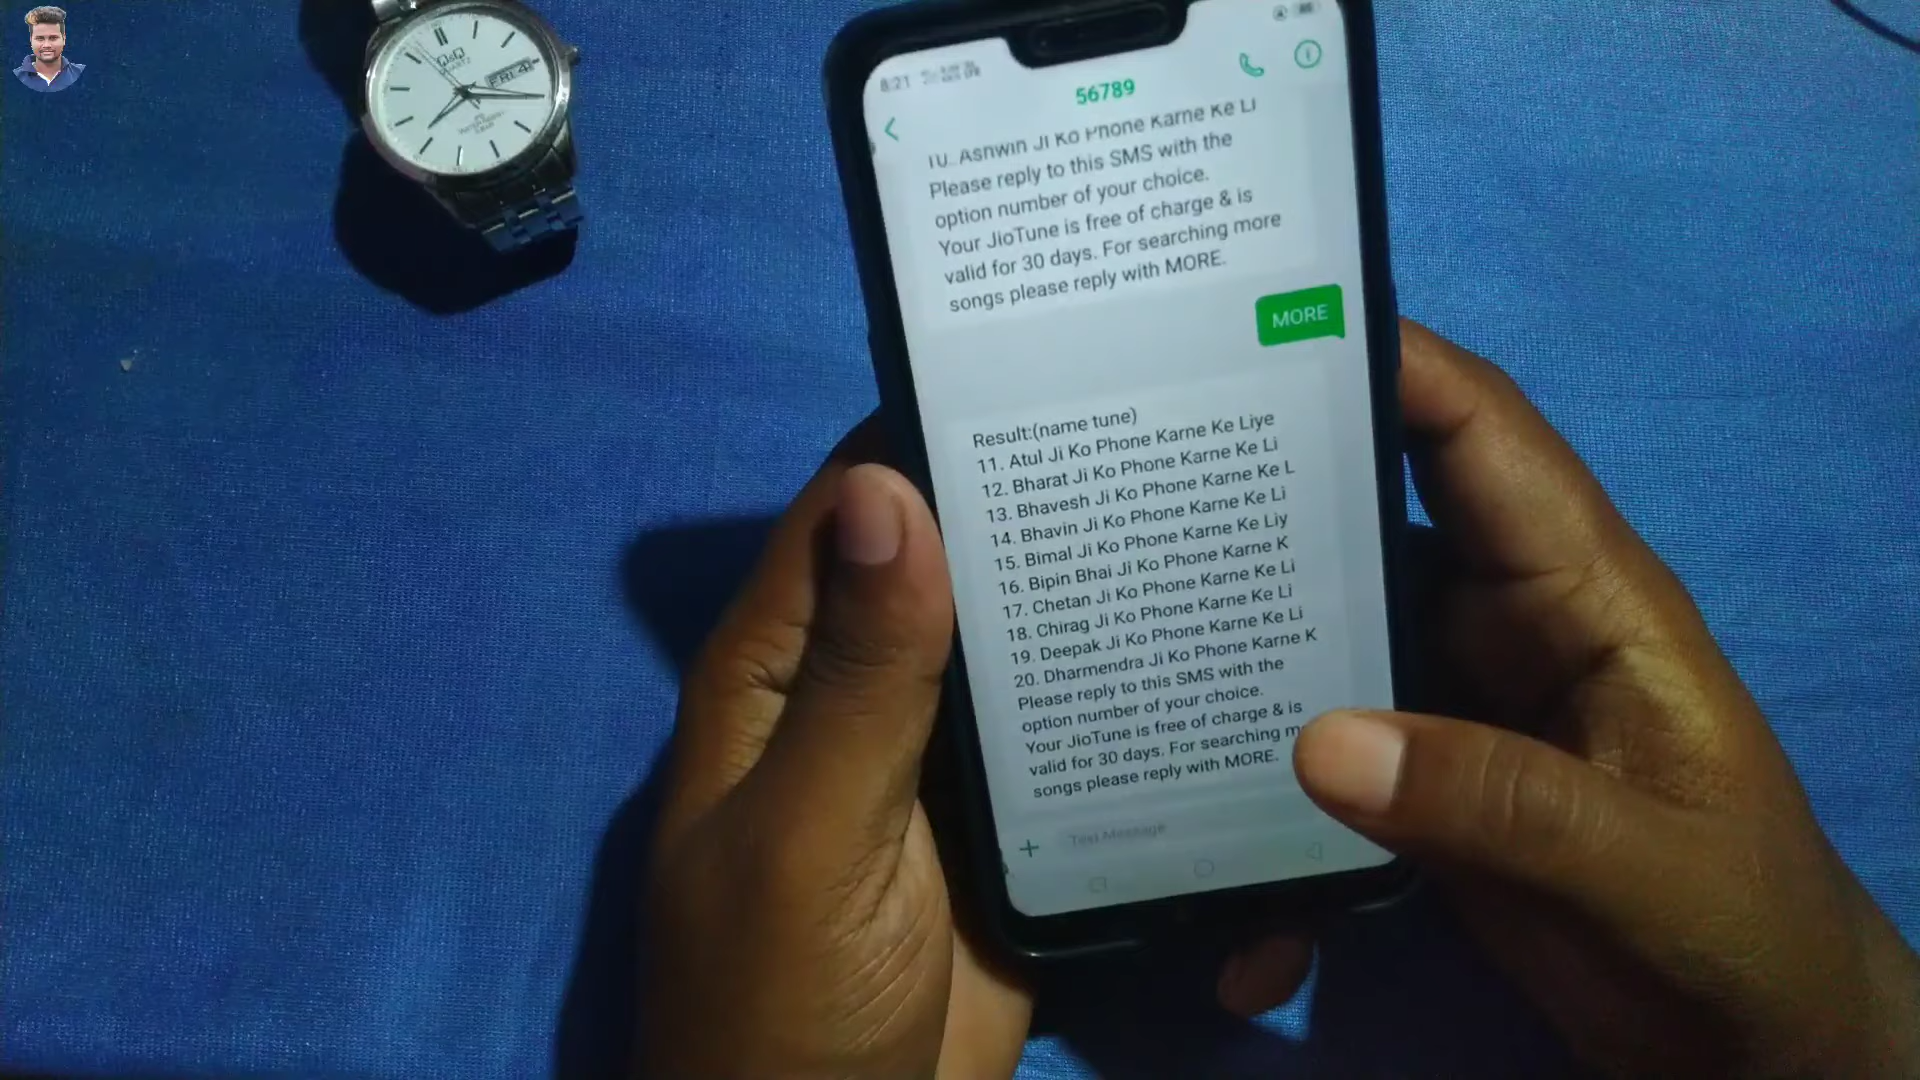 Q&Q
QUARTZ
FRI 4
8:21
56789
10. Ashwin Ji Ko Phone Karne Ke Li
Please reply to this SMS with the
option number of your choice.
Your JioTune is free of charge & is
valid for 30 days. For searching more
songs please reply with MORE.
MORE
Result:(name tune)
11. Atul Ji Ko Phone Karne Ke Liye
12. Bharat Ji Ko Phone Karne Ke Li
13. Bhavesh Ji Ko Phone Karne Ke L
14. Bhavin Ji Ko Phone Karne Ke Li
15. Bimal Ji Ko Phone Karne Ke Liy
16. Bipin Bhai Ji Ko Phone Karne K
17. Chetan Ji Ko Phone Karne Ke Li
18. Chirag Ji Ko Phone Karne Ke Li
19. Deepak Ji Ko Phone Karne Ke Li
20. Dharmendra Ji Ko Phone Karne K
Please reply to this SMS with the
option number of your choice.
Your JioTune is free of charge & is
valid for 30 days. For searching m
songs please reply with MORE.
Text Message